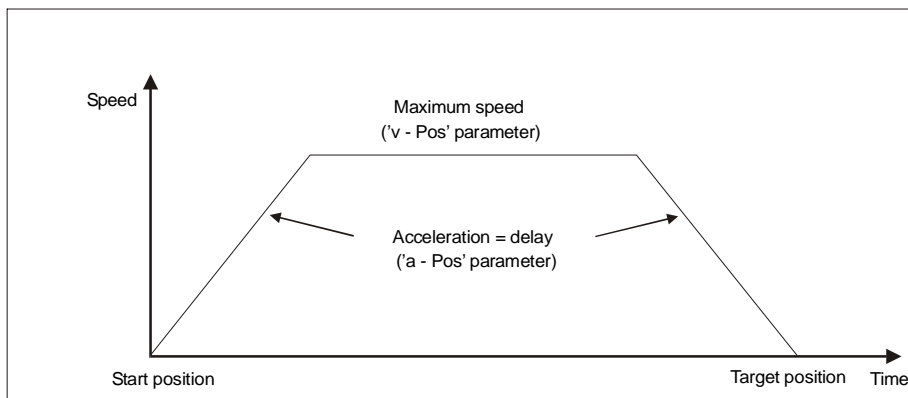 Speed
Maximum speed
('v - Pos' parameter)
Acceleration = delay
('a - Pos' parameter)
Start position
Target position
Time